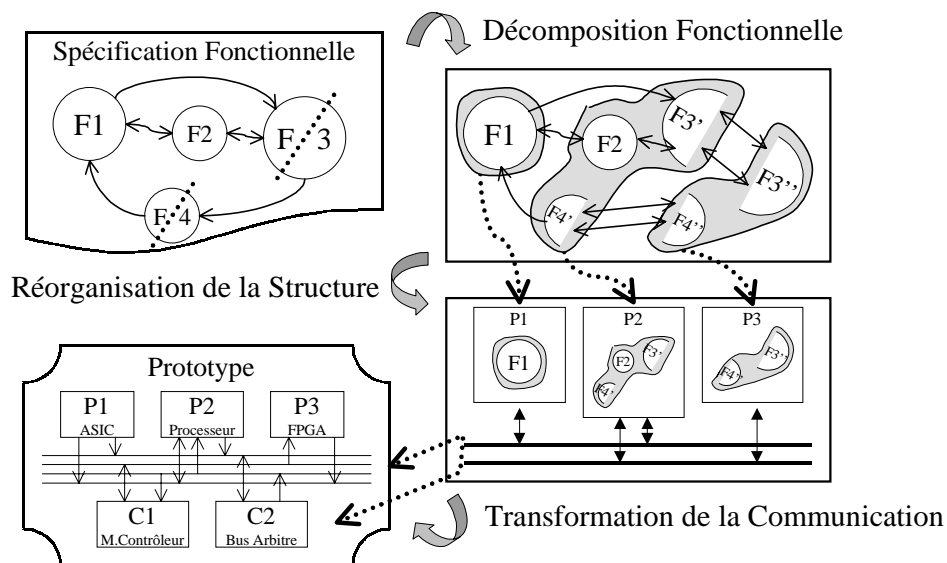 Spécification Fonctionnelle
F1
F2
F 3
F 4
Décomposition Fonctionnelle
F1
F2
F3'
F3''
F4'
F4''
Réorganisation de la Structure
P1
F1
P2
F2
F3'
F4'
P3
F3''
F4''
Prototype
P1
ASIC
P2
Processeur
P3
FPGA
C1
M.Contrôleur
C2
Bus Arbitre
Transformation de la Communication